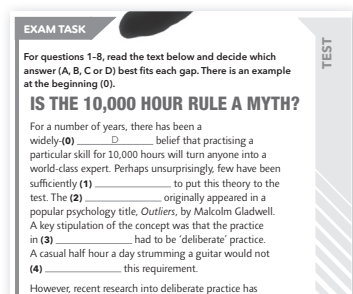 EXAM TASK
For questions 1–8, read the text below and decide which
answer (A, B, C or D) best fits each gap. There is an example
at the beginning (0).
TEST
IS THE 10,000 HOUR RULE A MYTH?
For a number of years, there has been a
widely-(0) ______D______ belief that practising a
particular skill for 10,000 hours will turn anyone into a
world-class expert. Perhaps unsurprisingly, few have been
sufficiently (1) ____________ to put this theory to the
test. The (2) ____________ originally appeared in a
popular psychology title, Outliers, by Malcolm Gladwell.
A key stipulation of the concept was that the practice
in (3) ____________ had to be ‘deliberate’ practice.
A casual half hour a day strumming a guitar would not
(4) ____________ this requirement.
However, recent research into deliberate practice has